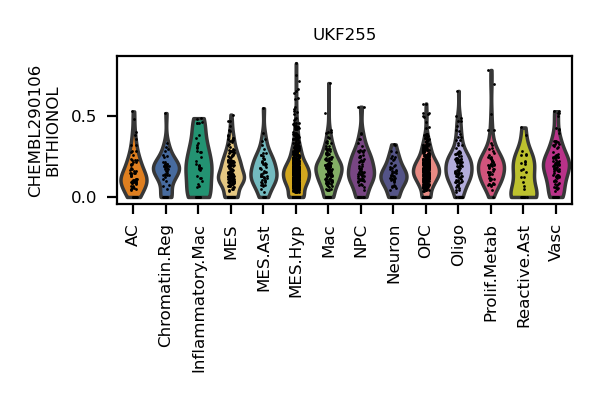 UKF255
CHEMBL290106
BITHIONOL
0.5
0.0
AC
Chromatin.Reg
Inflammatory.Mac
MES
MES.Ast
MES.Hyp
Mac
NPC
Neuron
OPC
Oligo
Prolif.Metab
Reactive.Ast
Vasc